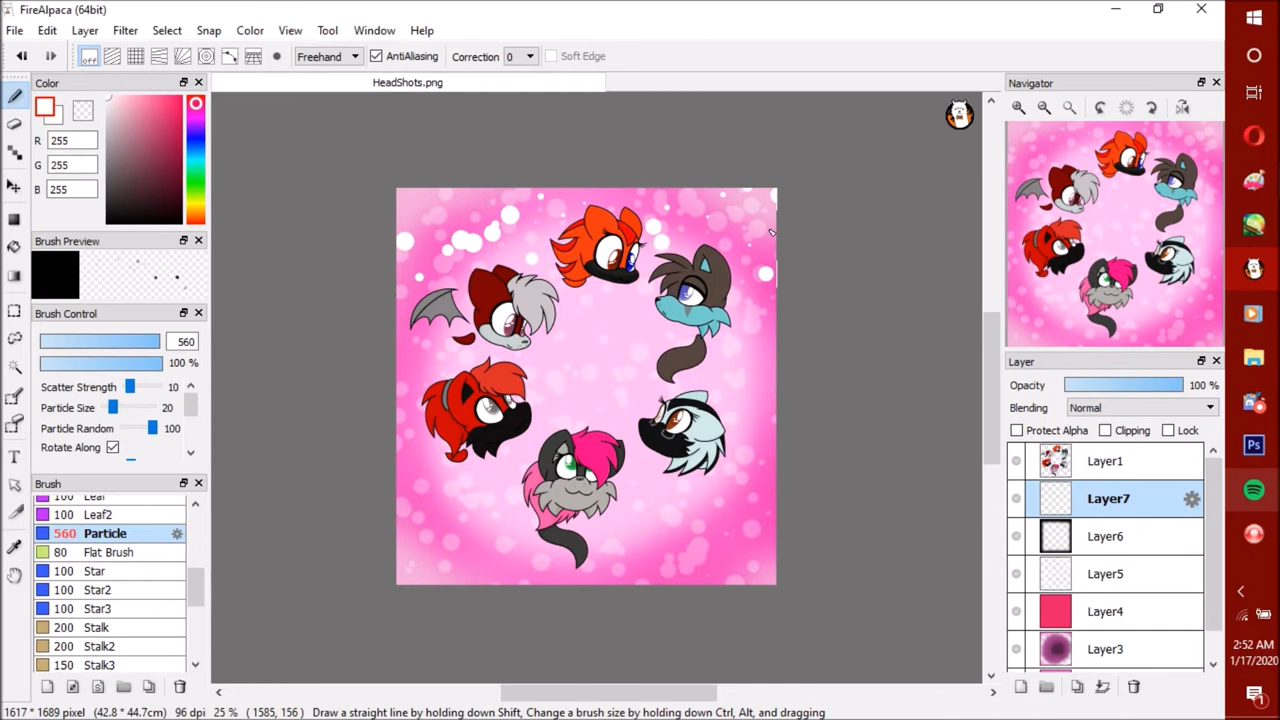 FireAlpaca (64bit)
File Edit Layer Filter Select Snap Color View Tool Window Help
off Freehand AntiAliasing Correction 0 Soft Edge
Color
HeadShots.png
Navigator
R 255
G 255
B 255
Brush Preview
Brush Control
560
100 %
Scatter Strength 10
Particle Size 20
Particle Random 100
Rotate Along
Brush
100 Leaf
100 Leaf2
560 Particle
80 Flat Brush
100 Star
100 Star2
100 Star3
200 Stalk
200 Stalk2
150 Stalk3
Layer
Opacity 100 %
Blending Normal
Protect Alpha Clipping Lock
Layer1
Layer7
Layer6
Layer5
Layer4
Layer3
Ps
2:52 AM
1/17/2020
1
1617 * 1689 pixel (42.8 * 44.7cm) 96 dpi 25 % ( 1585, 156 ) Draw a straight line by holding down Shift, Change a brush size by holding down Ctrl, Alt, and dragging